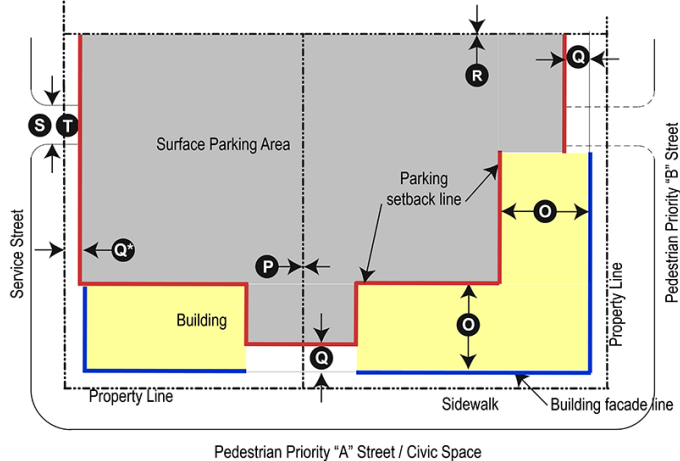 Q
R
S T
Surface Parking Area
Parking
setback line
O
Q*
P
Service Street
Pedestrian Priority "B" Street
Property Line
Building
O
Q
Property Line
Sidewalk
Building facade line
Pedestrian Priority "A" Street / Civic Space